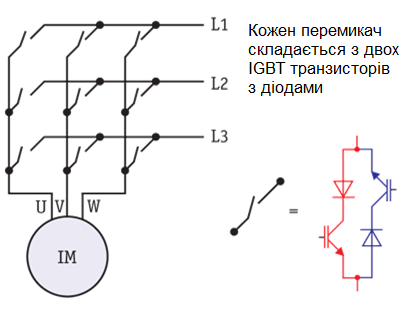 L1
Кожен перемикач
складається з двох
IGBT транзисторів
з діодами
L2
L3
U V W
=
IM